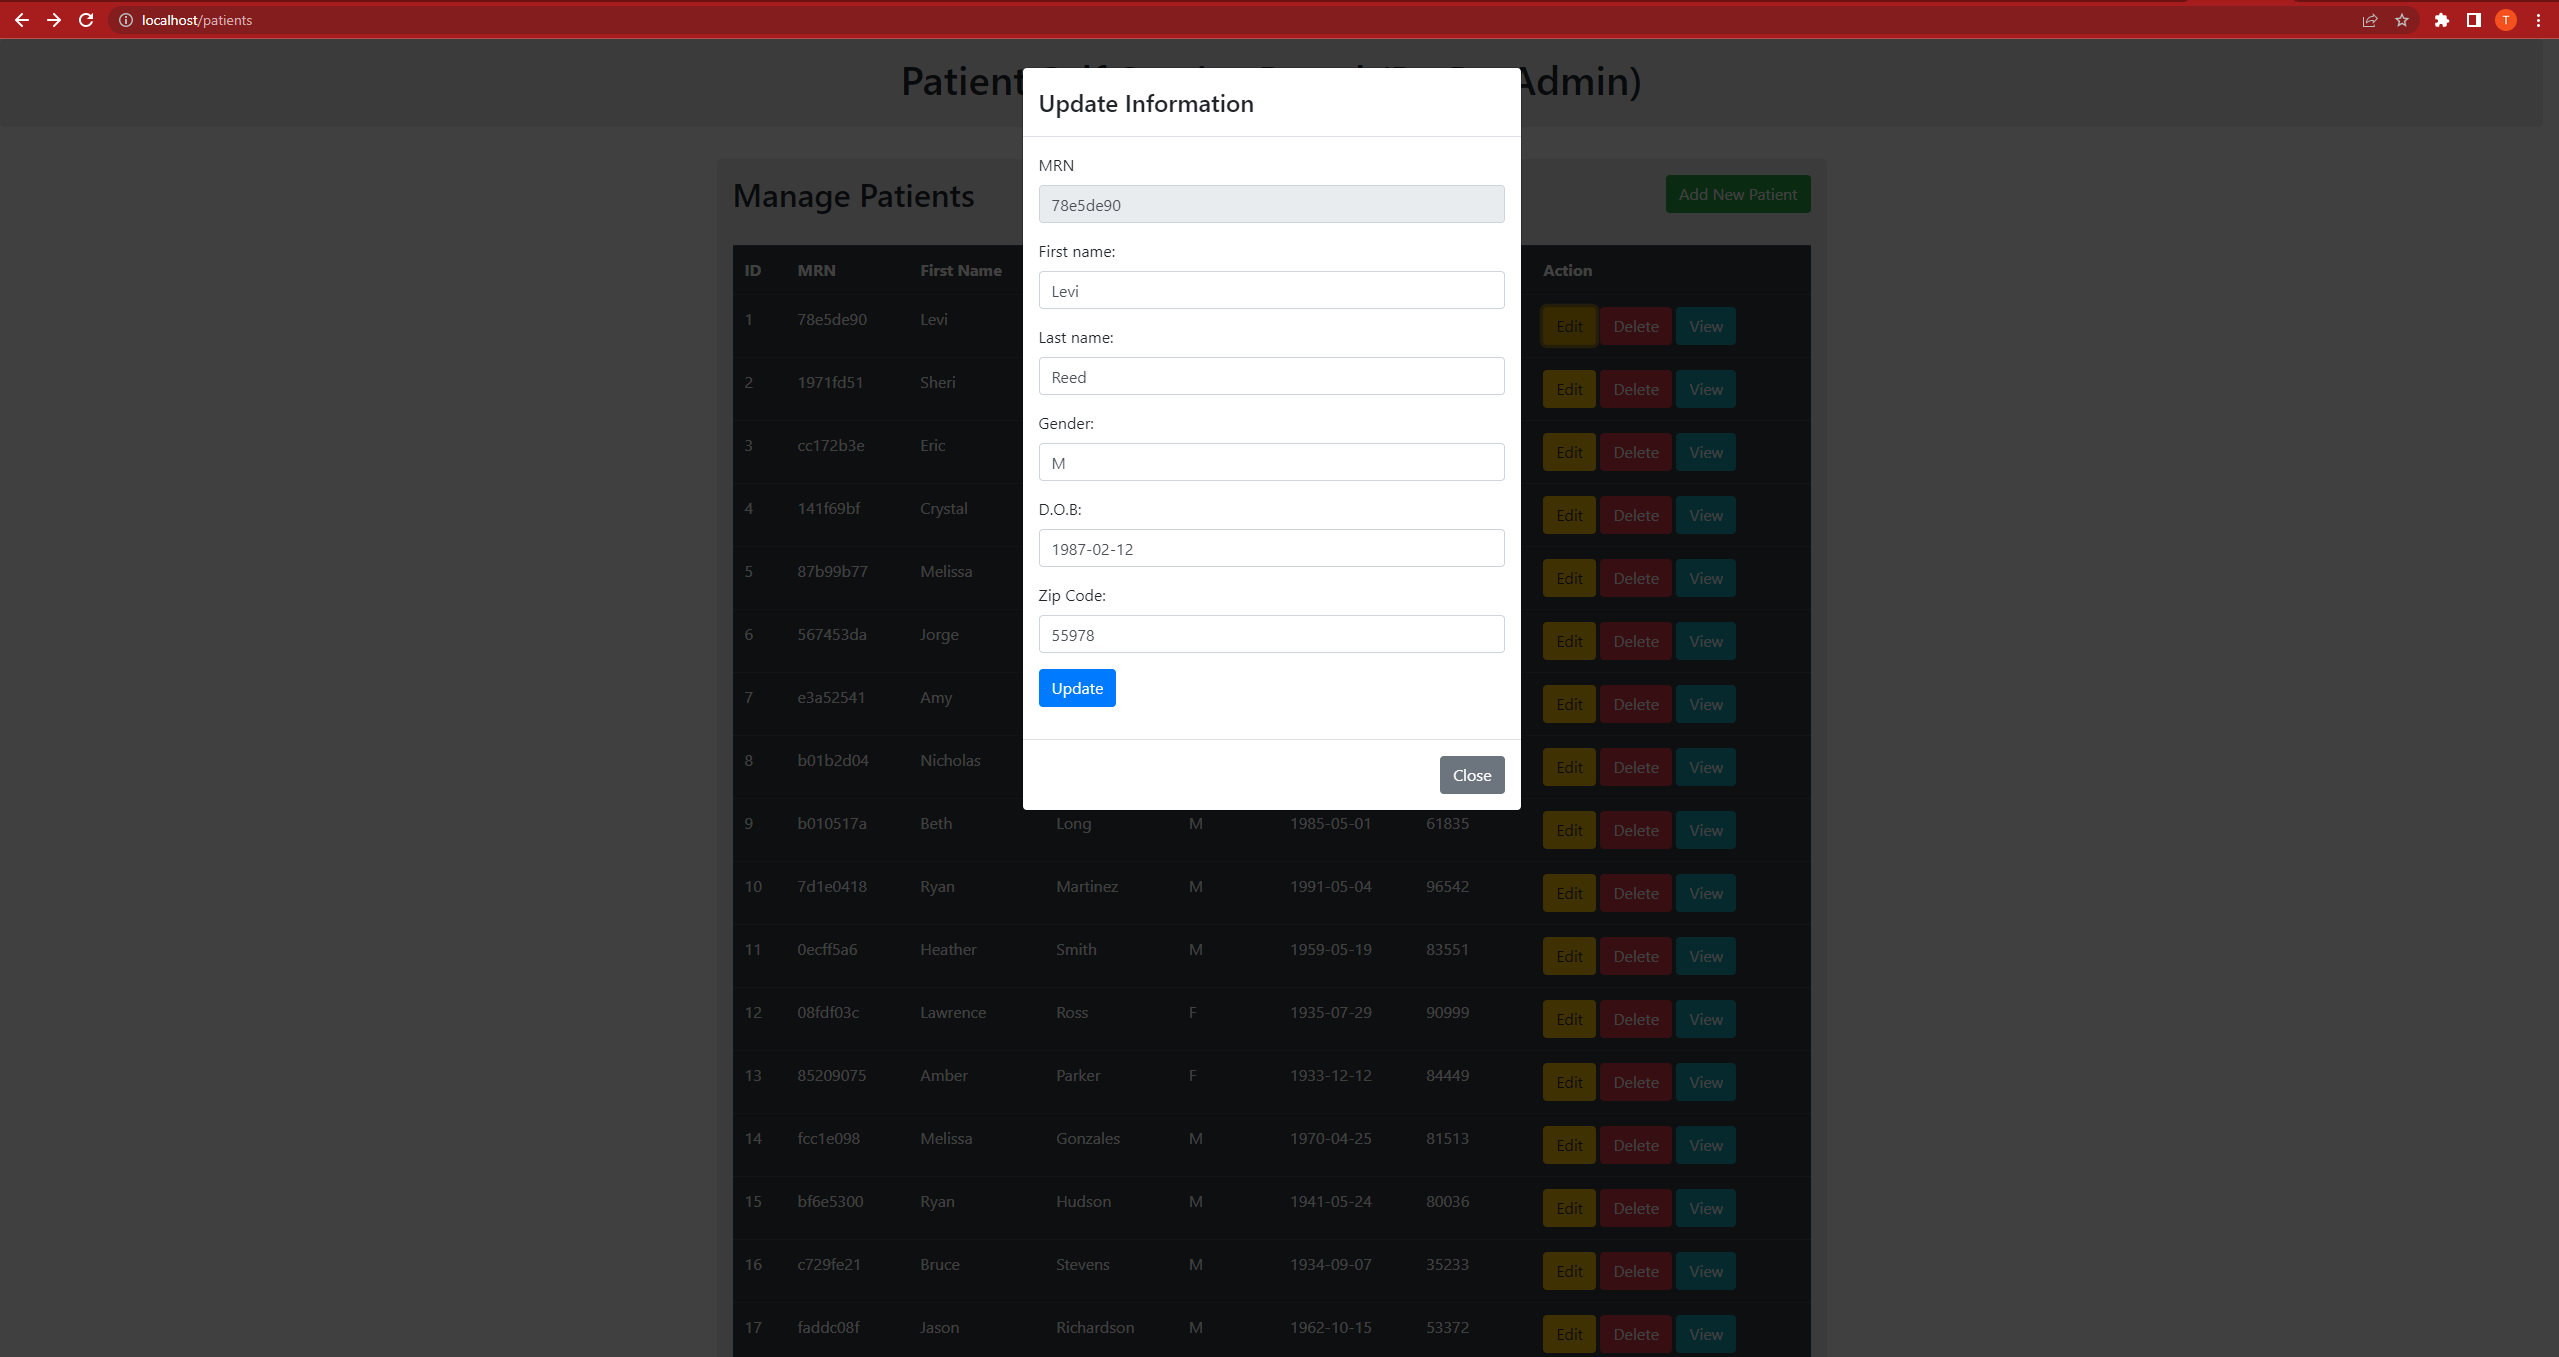 localhost/patients
T
Patient Admin)
Update Information
MRN
78e5de90
First name:
Levi
Last name:
Reed
Gender:
M
D.O.B:
1987-02-12
Zip Code:
55978
Update
Close
Manage Patients
Add New Patient
ID MRN First Name Action
1 78e5de90 Levi Edit Delete View
2 1971fd51 Sheri Edit Delete View
3 cc172b3e Eric Edit Delete View
4 141f69bf Crystal Edit Delete View
5 87b99b77 Melissa Edit Delete View
6 567453da Jorge Edit Delete View
7 e3a52541 Amy Edit Delete View
8 b01b2d04 Nicholas Edit Delete View
9 b010517a Beth Long M 1985-05-01 61835 Edit Delete View
10 7d1e0418 Ryan Martinez M 1991-05-04 96542 Edit Delete View
11 0ecff5a6 Heather Smith M 1959-05-19 83551 Edit Delete View
12 08fdf03c Lawrence Ross F 1935-07-29 90999 Edit Delete View
13 85209075 Amber Parker F 1933-12-12 84449 Edit Delete View
14 fcc1e098 Melissa Gonzales M 1970-04-25 81513 Edit Delete View
15 bf6e5300 Ryan Hudson M 1941-05-24 80036 Edit Delete View
16 c729fe21 Bruce Stevens M 1934-09-07 35233 Edit Delete View
17 faddc08f Jason Richardson M 1962-10-15 53372 Edit Delete View